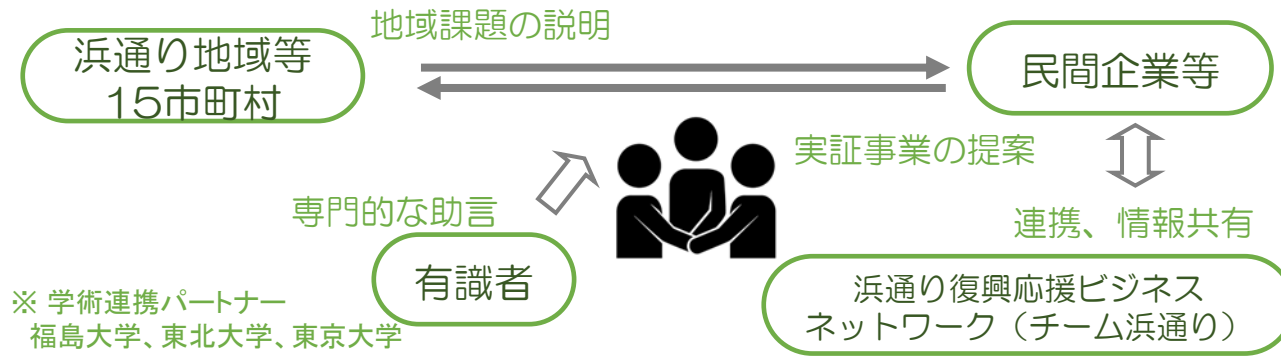 地域課題の説明
浜通り地域等
15市町村
民間企業等
実証事業の提案
専門的な助言
連携、情報共有
有識者
※ 学術連携パートナー
福島大学、東北大学、東京大学
浜通り復興応援ビジネス
ネットワーク（チーム浜通り）